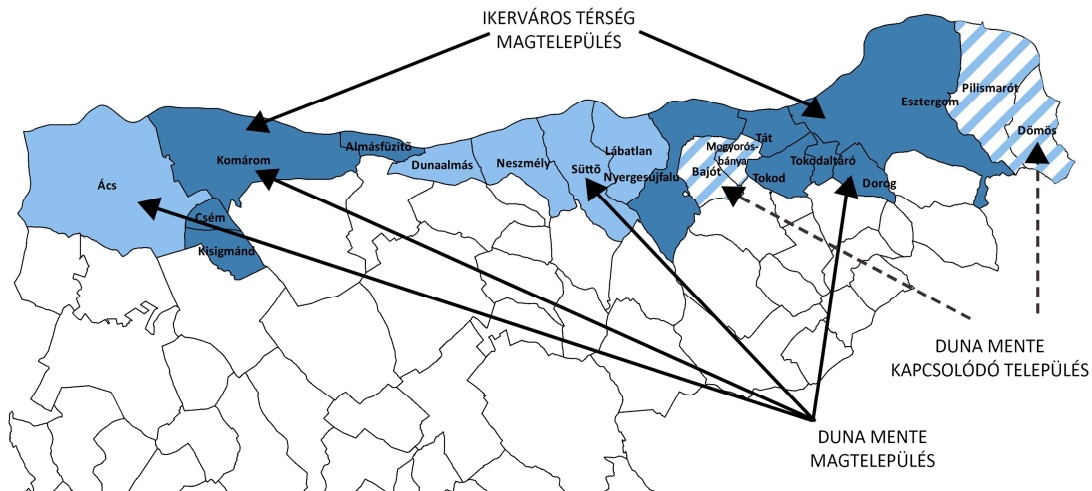 IKERVÁROS TÉRSÉG
MAGTELEPÜLÉS
Pilismarót
Esztergom
Dömös
Tát
Almásfüzitő
Mogyorós-
bánya
Lábatlan
Komárom
Dunaalmás
Neszmély
Süttő
Tokodaltáró
Bajót
Nyergesújfalu
Tokod
Dorog
Ács
Csém
Kisigmánd
DUNA MENTE
KAPCSOLÓDÓ TELEPÜLÉS
DUNA MENTE
MAGTELEPÜLÉS